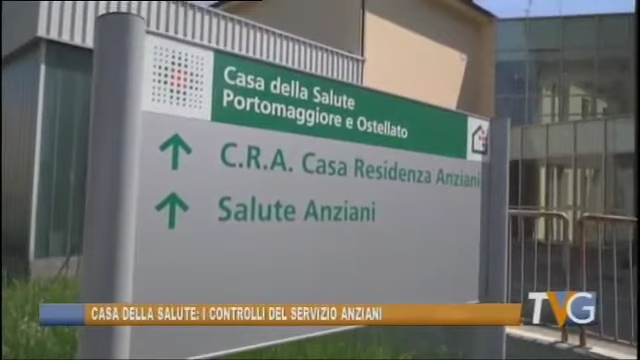 Casa della Salute
Portomaggiore e Ostellato
C.R.A. Casa Residenza Anziani
Salute Anziani
CASA DELLA SALUTE: I CONTROLLI DEL SERVIZIO ANZIANI
TVG